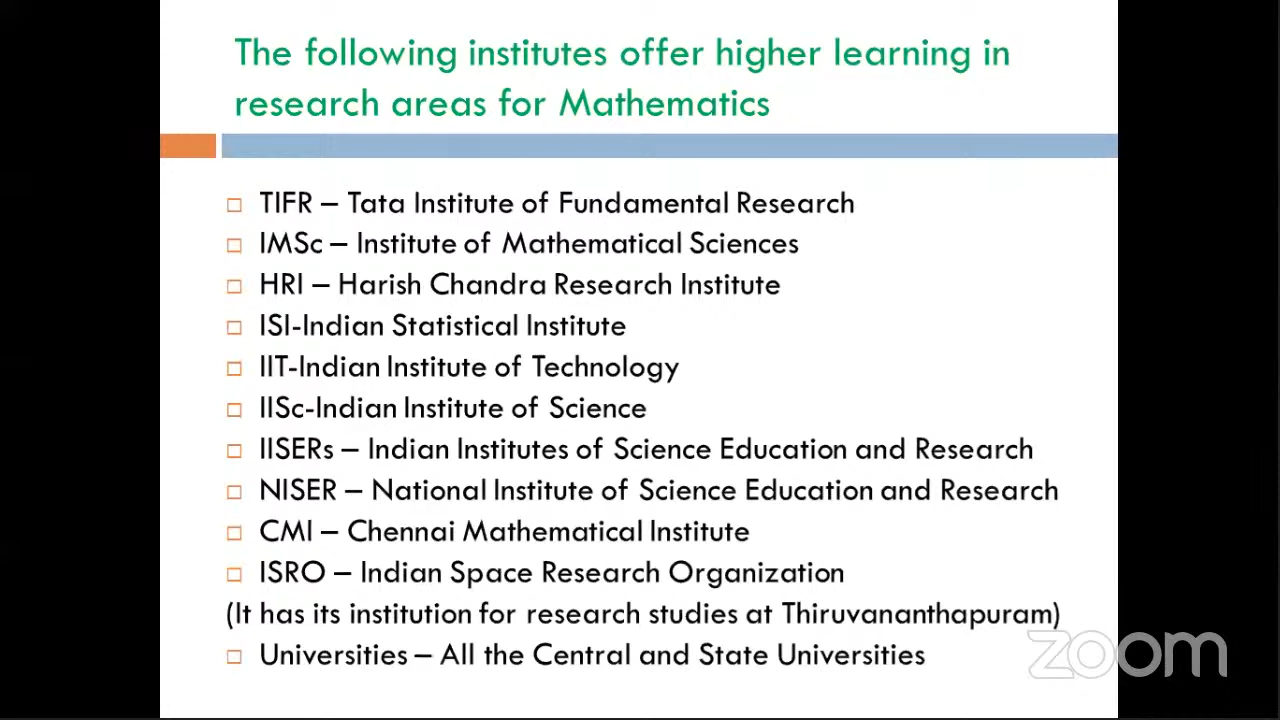 The following institutes offer higher learning in
research areas for Mathematics
TIFR – Tata Institute of Fundamental Research
IMSc – Institute of Mathematical Sciences
HRI – Harish Chandra Research Institute
ISI-Indian Statistical Institute
IIT-Indian Institute of Technology
IISc-Indian Institute of Science
IISERs – Indian Institutes of Science Education and Research
NISER – National Institute of Science Education and Research
CMI – Chennai Mathematical Institute
ISRO – Indian Space Research Organization
(It has its institution for research studies at Thiruvananthapuram)
Universities – All the Central and State Universities
zoom